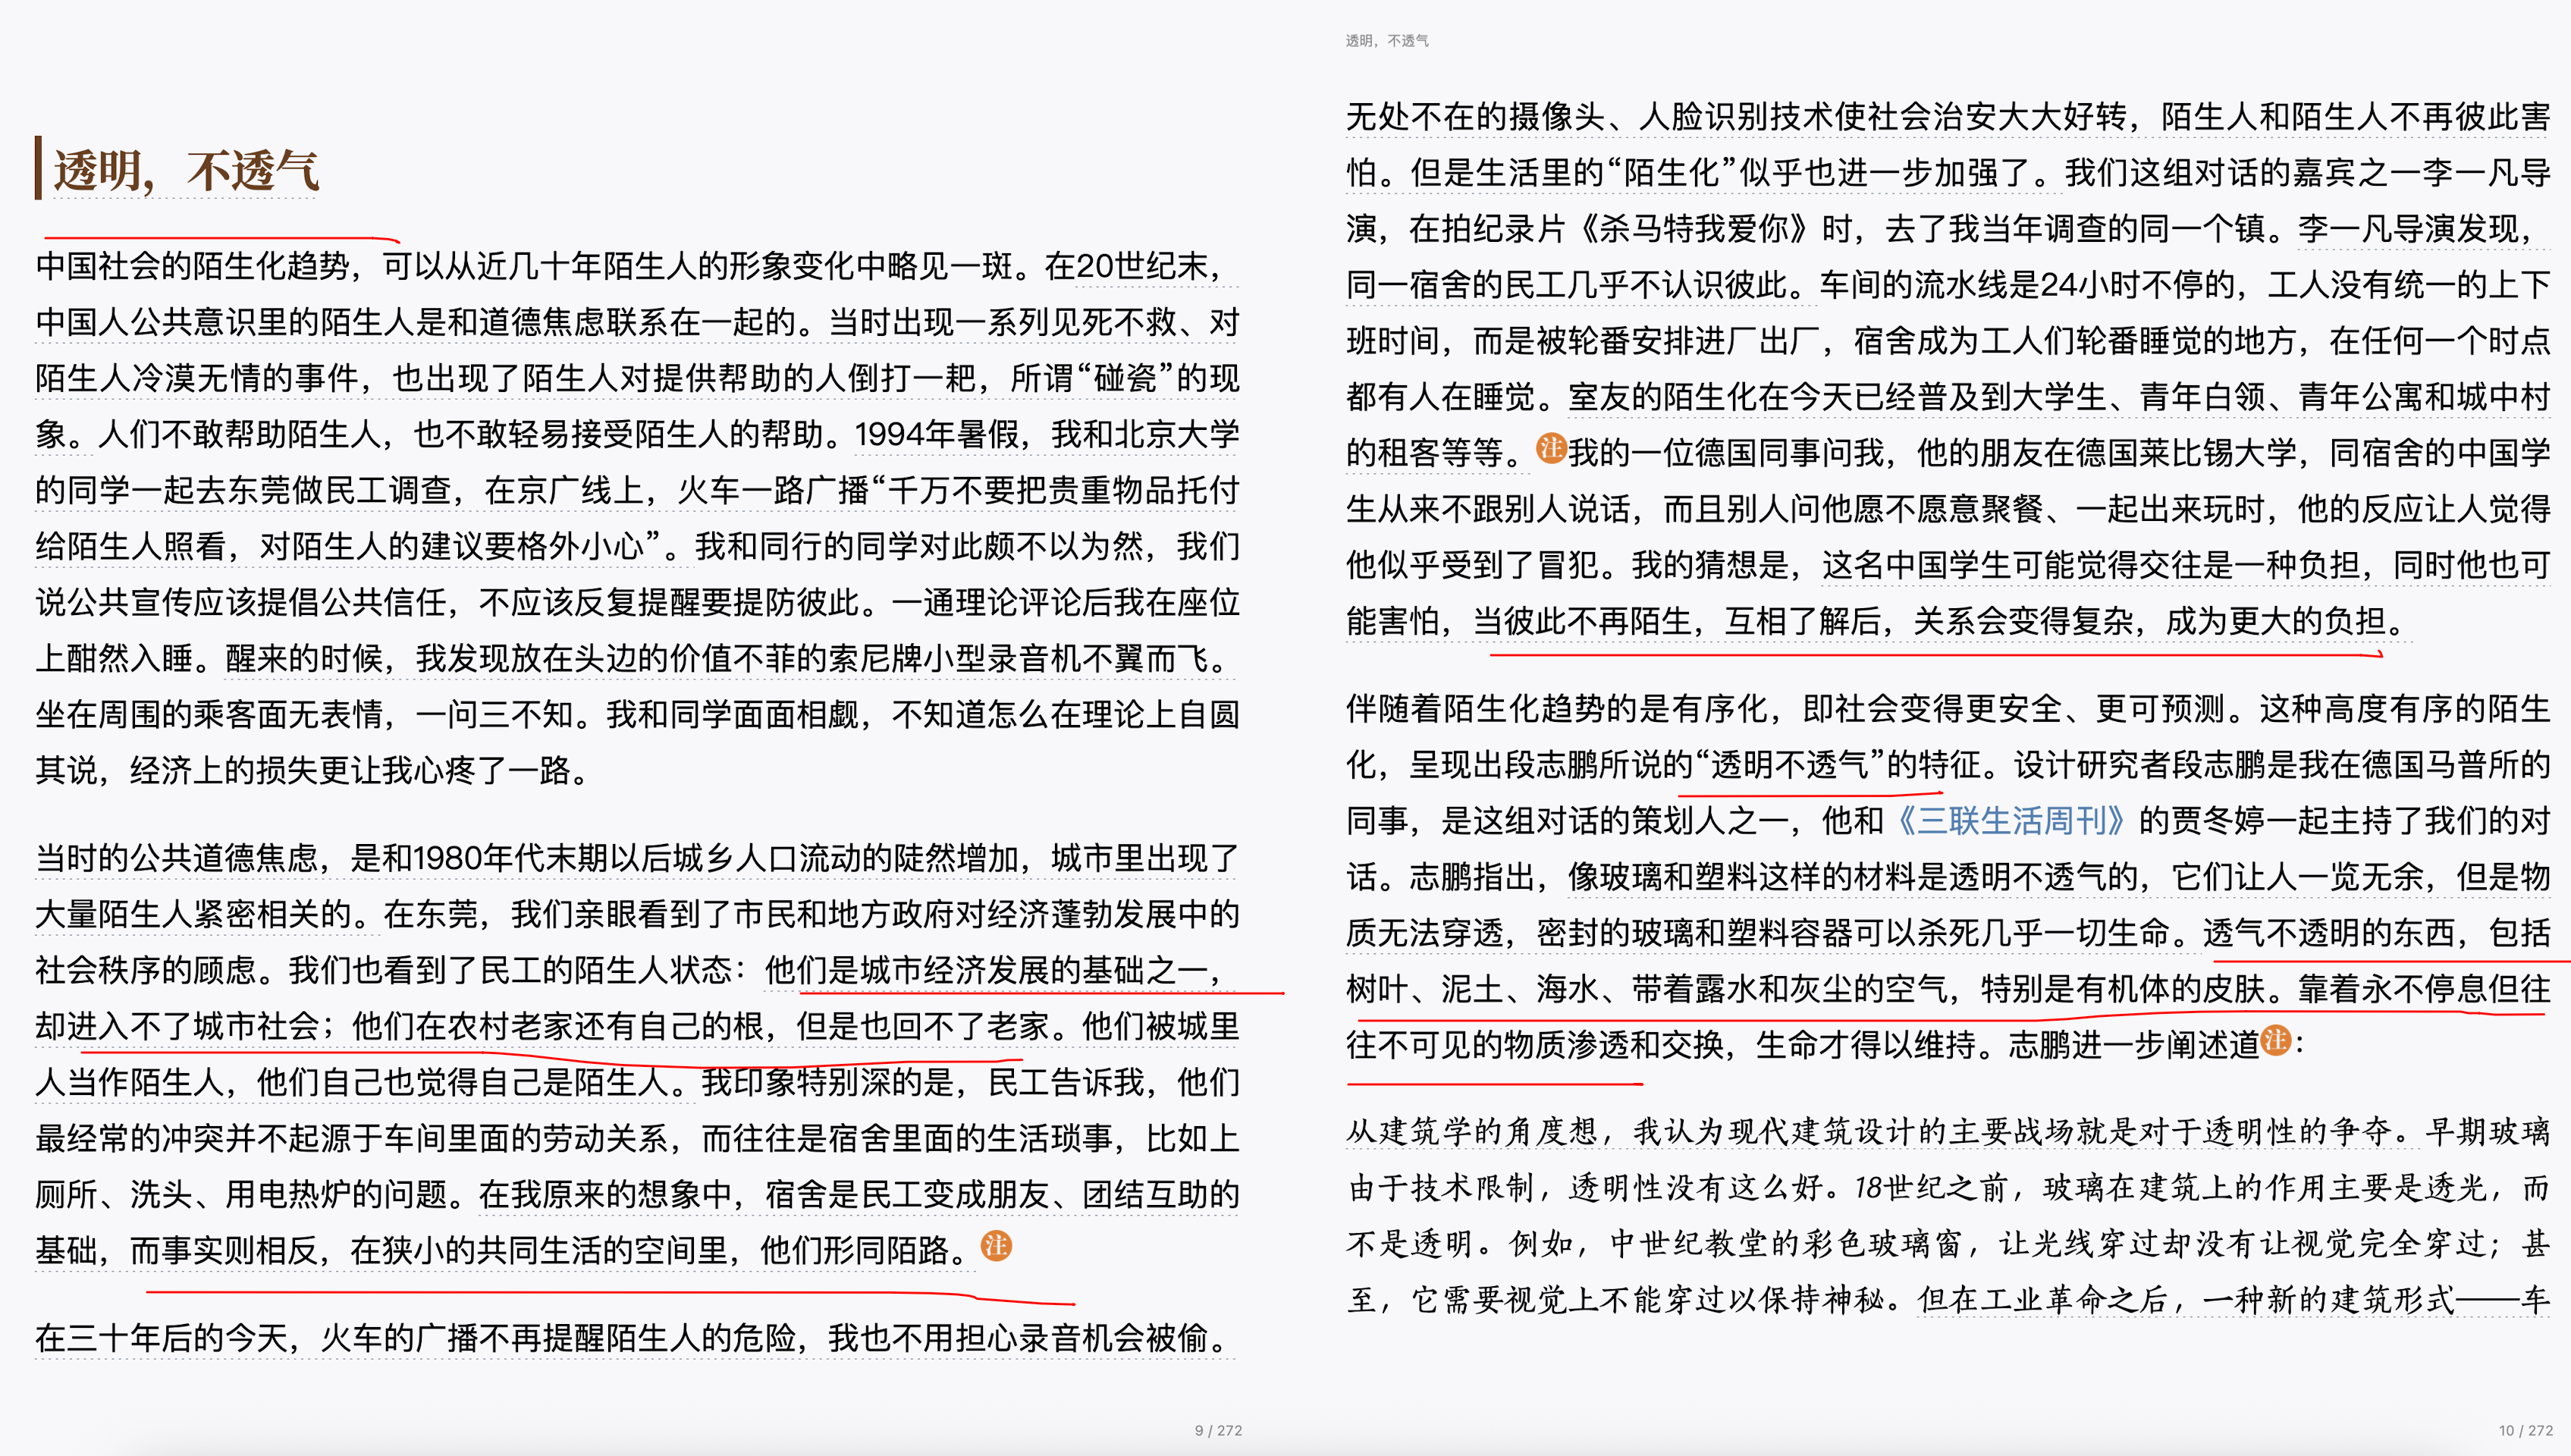 透明，不透气
中国社会的陌生化趋势，可以从近几十年陌生人的形象变化中略见一斑。在20世纪末，
中国人公共意识里的陌生人是和道德焦虑联系在一起的。当时出现一系列见死不救、对
陌生人冷漠无情的事件，也出现了陌生人对提供帮助的人倒打一耙，所谓“碰瓷”的现
象。人们不敢帮助陌生人，也不敢轻易接受陌生人的帮助。1994年暑假，我和北京大学
的同学一起去东莞做民工调查，在京广线上，火车一路广播“千万不要把贵重物品托付
给陌生人照看，对陌生人的建议要格外小心”。我和同行的同学对此颇不以为然，我们
说公共宣传应该提倡公共信任，不应该反复提醒要提防彼此。一通理论评论后我在座位
上酣然入睡。醒来的时候，我发现放在头边的价值不菲的索尼牌小型录音机不翼而飞。
坐在周围的乘客面无表情，一问三不知。我和同学面面相觑，不知道怎么在理论上自圆
其说，经济上的损失更让我心疼了一路。
当时的公共道德焦虑，是和1980年代末期以后城乡人口流动的陡然增加，城市里出现了
大量陌生人紧密相关的。在东莞，我们亲眼看到了市民和地方政府对经济蓬勃发展中的
社会秩序的顾虑。我们也看到了民工的陌生人状态：他们是城市经济发展的基础之一，
却进入不了城市社会；他们在农村老家还有自己的根，但是也回不了老家。他们被城里
人当作陌生人，他们自己也觉得自己是陌生人。我印象特别深的是，民工告诉我，他们
最经常的冲突并不起源于车间里面的劳动关系，而往往是宿舍里面的生活琐事，比如上
厕所、洗头、用电热炉的问题。在我原来的想象中，宿舍是民工变成朋友、团结互助的
基础，而事实则相反，在狭小的共同生活的空间里，他们形同陌路。注
在三十年后的今天，火车的广播不再提醒陌生人的危险，我也不用担心录音机会被偷。
9 / 272
透明，不透气
无处不在的摄像头、人脸识别技术使社会治安大大好转，陌生人和陌生人不再彼此害
怕。但是生活里的“陌生化”似乎也进一步加强了。我们这组对话的嘉宾之一李一凡导
演，在拍纪录片《杀马特我爱你》时，去了我当年调查的同一个镇。李一凡导演发现，
同一宿舍的民工几乎不认识彼此。车间的流水线是24小时不停的，工人没有统一的上下
班时间，而是被轮番安排进厂出厂，宿舍成为工人们轮番睡觉的地方，在任何一个时点
都有人在睡觉。室友的陌生化在今天已经普及到大学生、青年白领、青年公寓和城中村
的租客等等。注我的一位德国同事问我，他的朋友在德国莱比锡大学，同宿舍的中国学
生从来不跟别人说话，而且别人问他愿不愿意聚餐、一起出来玩时，他的反应让人觉得
他似乎受到了冒犯。我的猜想是，这名中国学生可能觉得交往是一种负担，同时他也可
能害怕，当彼此不再陌生，互相了解后，关系会变得复杂，成为更大的负担。
伴随着陌生化趋势的是有序化，即社会变得更安全、更可预测。这种高度有序的陌生
化，呈现出段志鹏所说的“透明不透气”的特征。设计研究者段志鹏是我在德国马普所的
同事，是这组对话的策划人之一，他和《三联生活周刊》的贾冬婷一起主持了我们的对
话。志鹏指出，像玻璃和塑料这样的材料是透明不透气的，它们让人一览无余，但是物
质无法穿透，密封的玻璃和塑料容器可以杀死几乎一切生命。透气不透明的东西，包括
树叶、泥土、海水、带着露水和灰尘的空气，特别是有机体的皮肤。靠着永不停息但往
往不可见的物质渗透和交换，生命才得以维持。志鹏进一步阐述道注：
从建筑学的角度想，我认为现代建筑设计的主要战场就是对于透明性的争夺。早期玻璃
由于技术限制，透明性没有这么好。18世纪之前，玻璃在建筑上的作用主要是透光，而
不是透明。例如，中世纪教堂的彩色玻璃窗，让光线穿过却没有让视觉完全穿过；甚
至，它需要视觉上不能穿过以保持神秘。但在工业革命之后，一种新的建筑形式——车
10 / 272